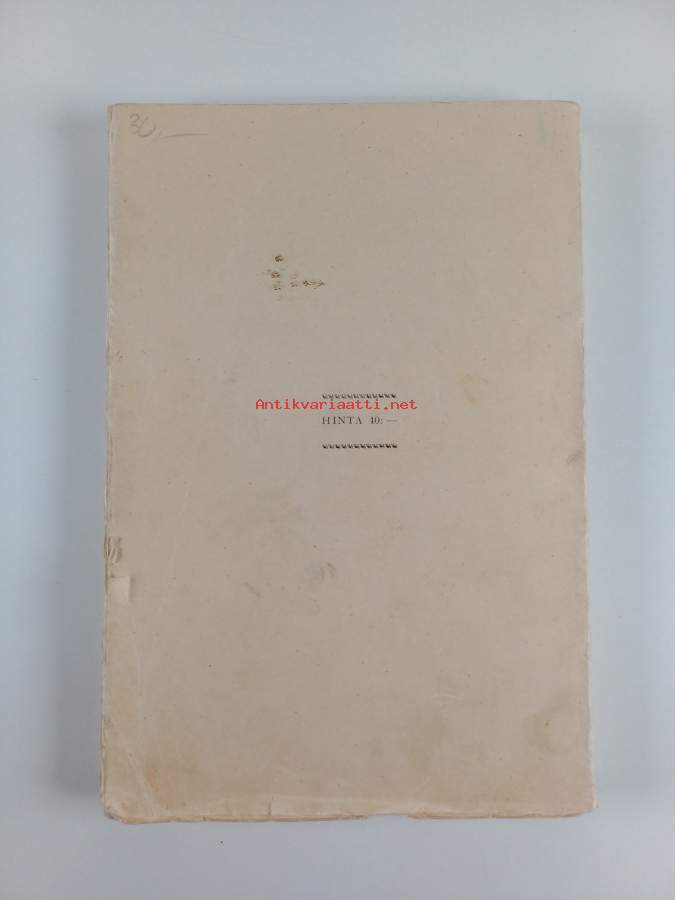 30.—
Antikvariaatti.net
HINTA 40: —